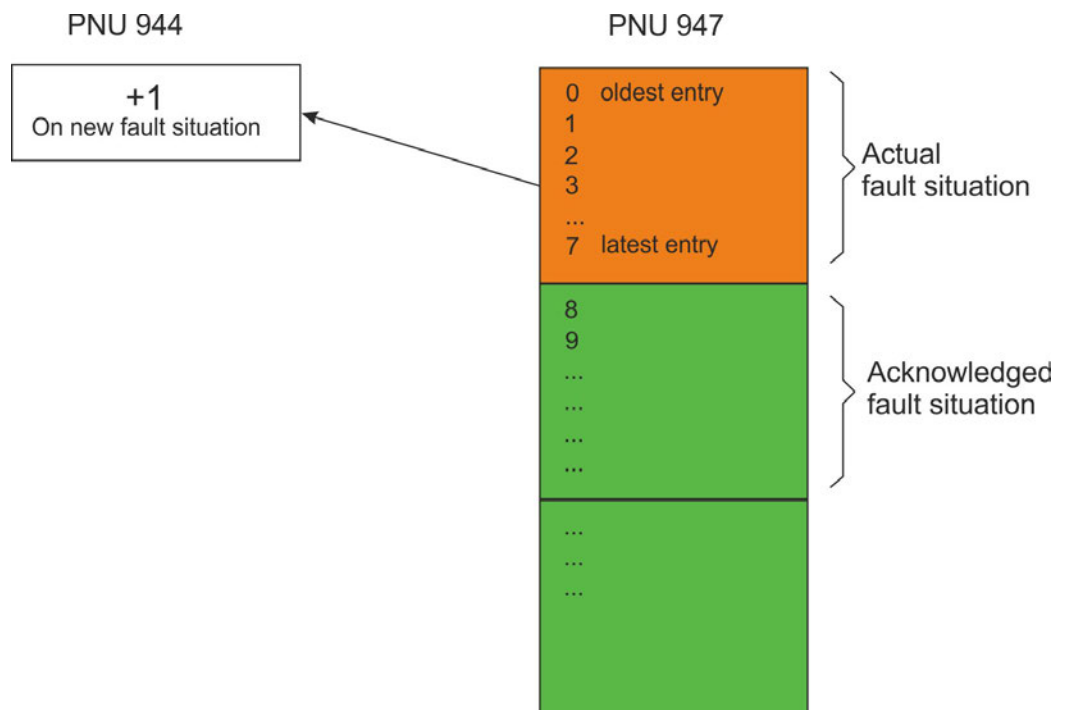 PNU 944
PNU 947
+1
On new fault situation
0 oldest entry
1
2
3
...
7 latest entry
Actual
fault situation
8
9
...
...
...
...
Acknowledged
fault situation
...
...
...